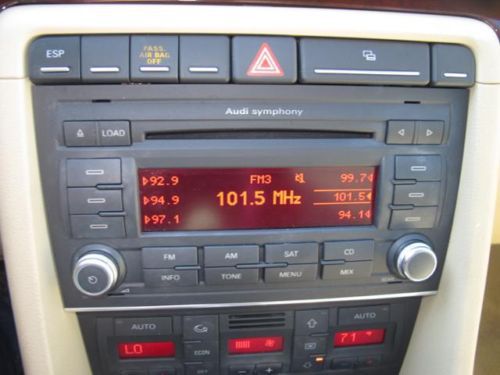 ESP
PASS.
AIR BAG
OFF
Audi symphony
LOAD
92.9 FM3 99.7
94.9 101.5 MHz 101.5
97.1 94.1
FM AM SAT CD
INFO TONE MENU MIX
AUTO AUTO
ECON
LO 71